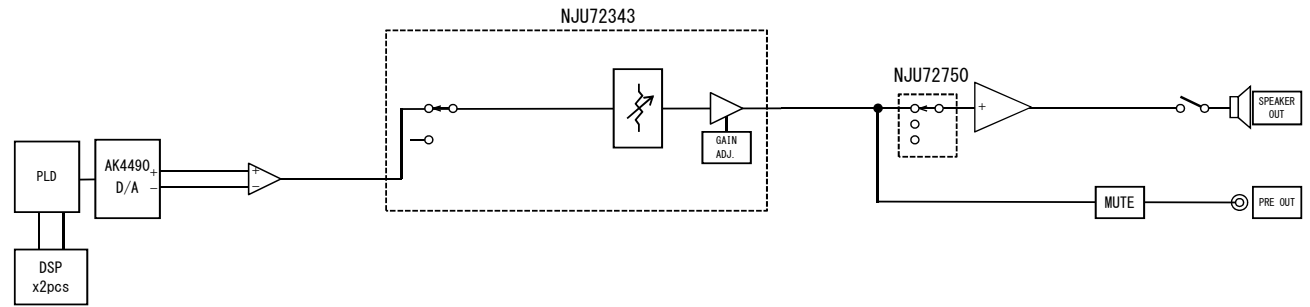 NJU72343
NJU72750
SPEAKER
OUT
GAIN
ADJ.
PLD
AK4490
D/A
+
−
+
−
+
MUTE
PRE OUT
DSP
x2pcs